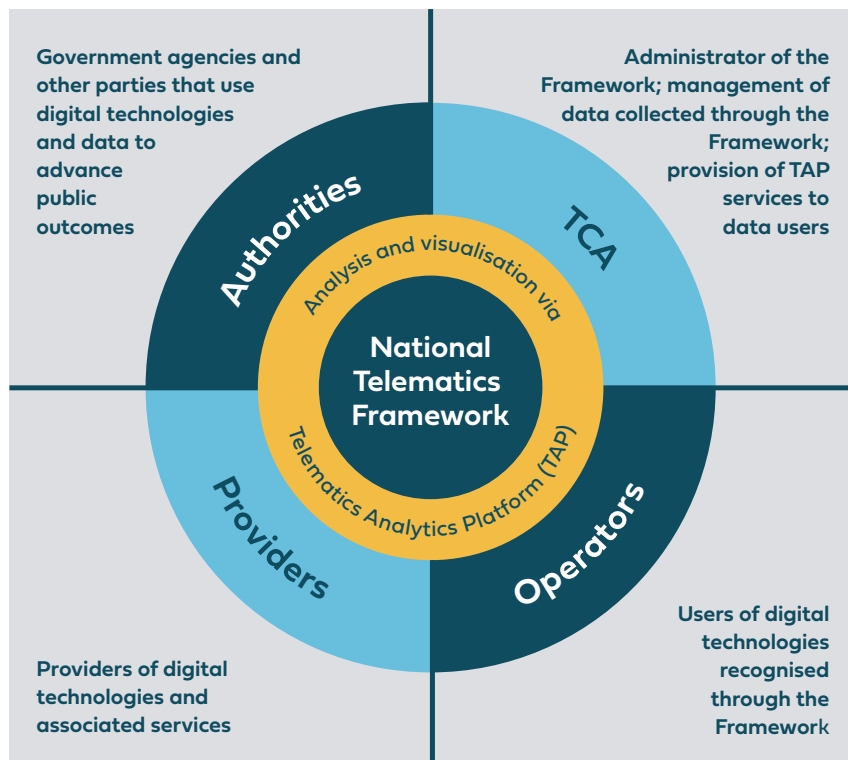 Government agencies and
other parties that use
digital technologies
and data to
advance
public
outcomes
Administrator of the
Framework; management of
data collected through the
Framework;
provision of TAP
services to
data users
Authorities
TCA
Analysis and visualisation via
National
Telematics
Framework
Telematics Analytics Platform (TAP)
Providers
Operators
Providers of digital
technologies and
associated services
Users of digital
technologies
recognised
through the
Framework